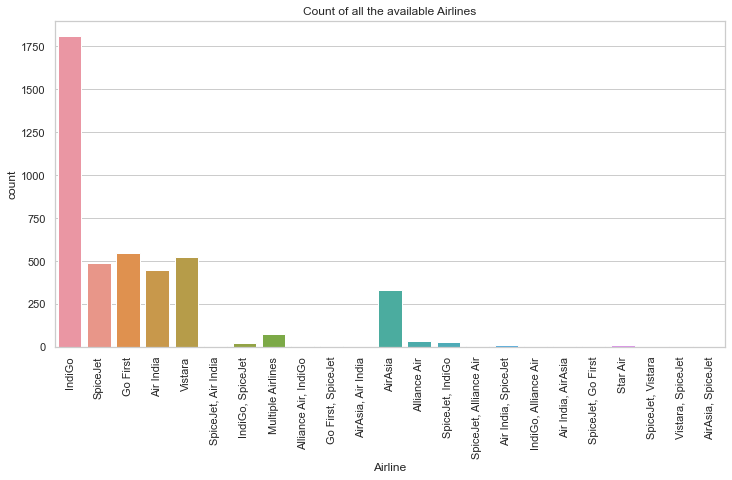 Count of all the available Airlines
1750
1500
1250
1000
750
500
250
0
count
IndiGo
SpiceJet
Go First
Air India
Vistara
SpiceJet, Air India
IndiGo, SpiceJet
Multiple Airlines
Alliance Air, IndiGo
Go First, SpiceJet
AirAsia, Air India
AirAsia
Alliance Air
SpiceJet, IndiGo
SpiceJet, Alliance Air
Air India, SpiceJet
IndiGo, Alliance Air
Air India, AirAsia
SpiceJet, Go First
Star Air
SpiceJet, Vistara
Vistara, SpiceJet
AirAsia, SpiceJet
Airline